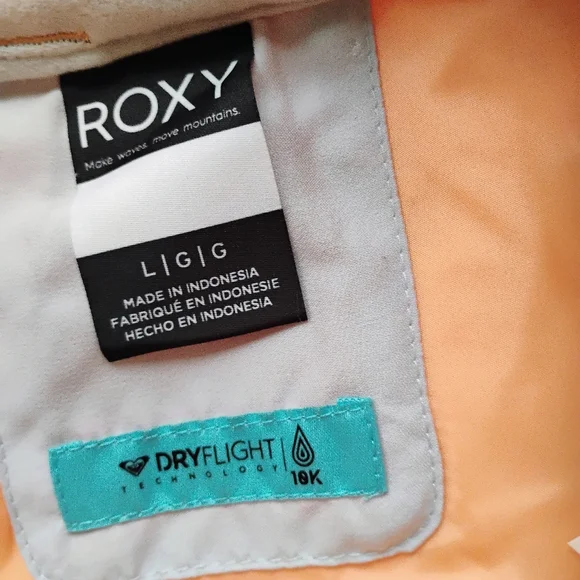 ROXY
Make waves, move mountains.
L|G|G
MADE IN INDONESIA
FABRIQUÉ EN INDONESIE
HECHO EN INDONESIA
DRYFLIGHT
TECHNOLOGY
10K